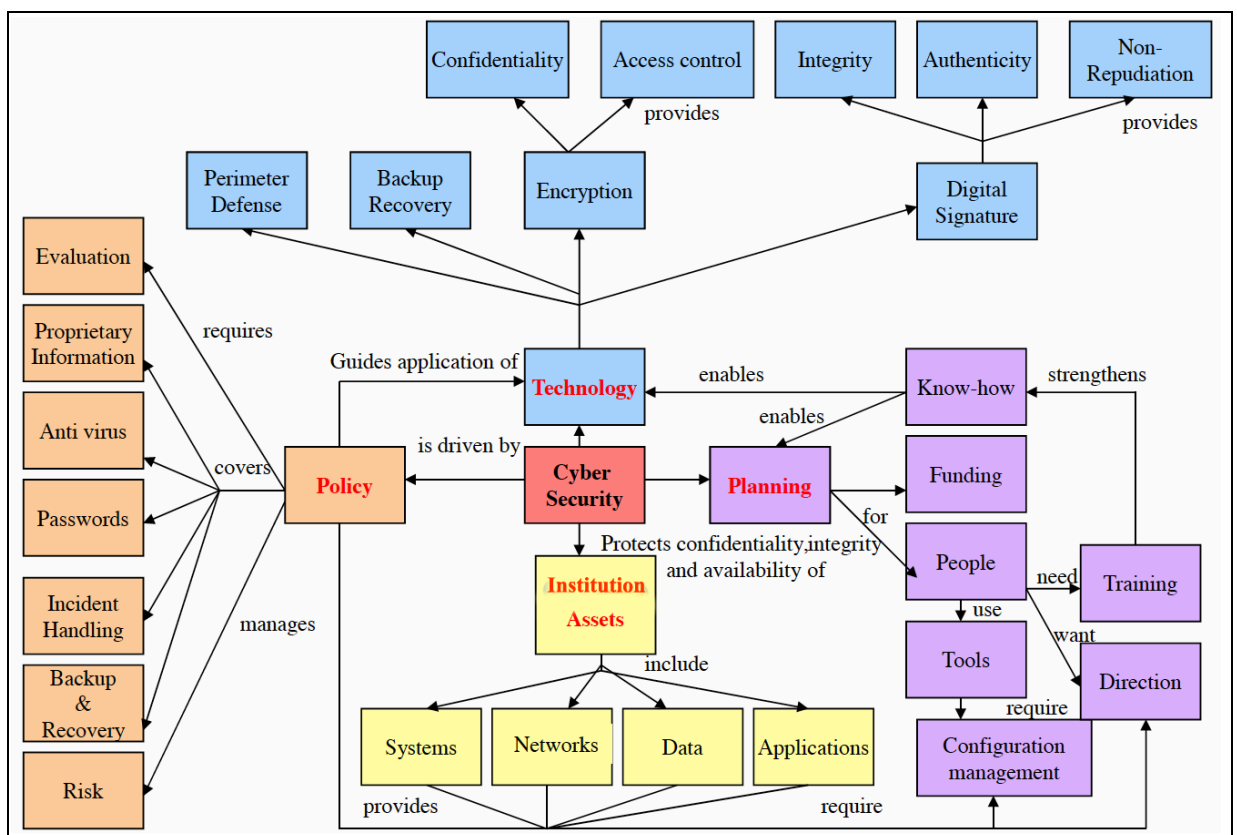 Confidentiality
Access control
Integrity
Authenticity
Non-
Repudiation
provides
provides
Perimeter
Defense
Backup
Recovery
Encryption
Digital
Signature
Evaluation
Proprietary
Information
requires
Guides application of
Technology
enables
Know-how
strengthens
enables
Anti virus
is driven by
covers
Policy
Cyber
Security
Planning
Funding
Passwords
for
Protects confidentiality,integrity
and availability of
People
need
Training
Institution
Assets
use
Incident
Handling
manages
want
Tools
Direction
include
Backup
&
Recovery
require
Systems
Networks
Data
Applications
Configuration
management
Risk
provides
require